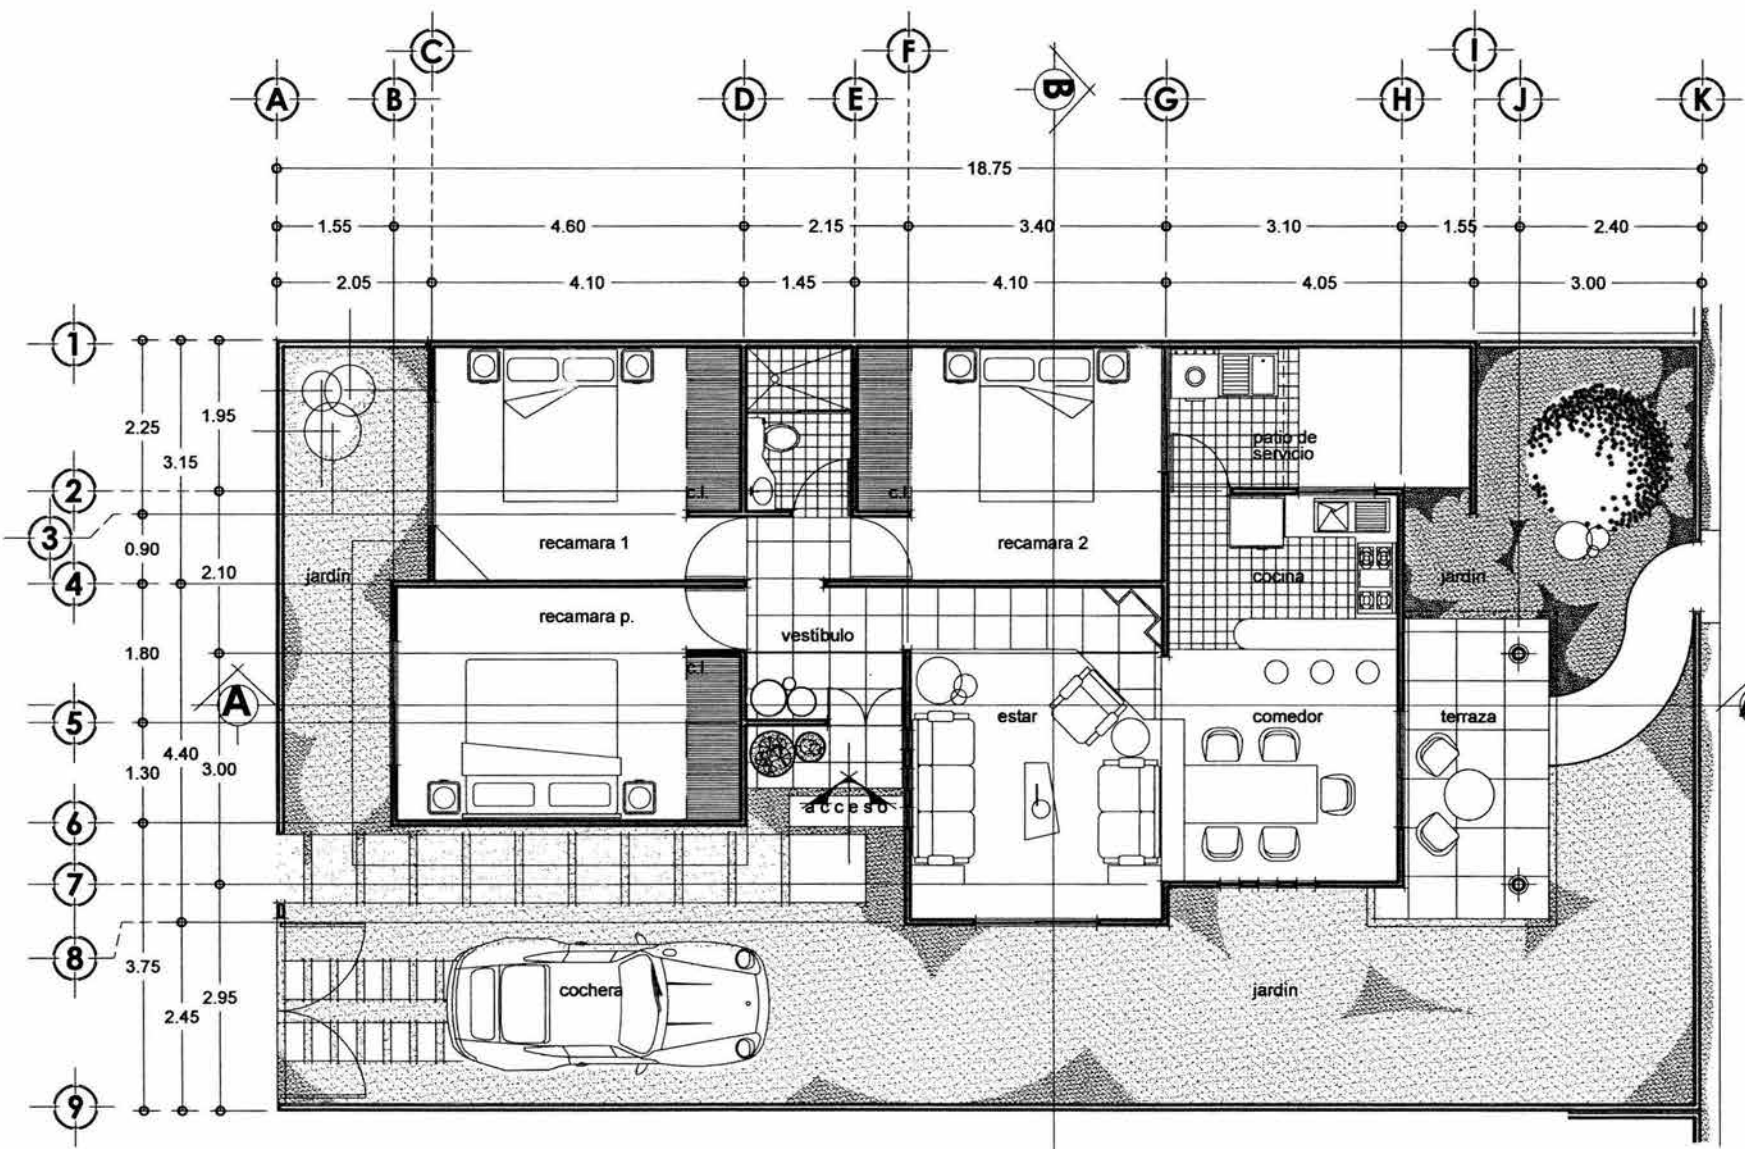 C
F
I
A
B
D
E
B
G
H
J
K
18.75
1.55
4.60
2.15
3.40
3.10
1.55
2.40
2.05
4.10
1.45
4.10
4.05
3.00
1
2.25
1.95
3.15
patio de
servicio
2
c.l.
c.l.
3
0.90
recamara 1
recamara 2
2.10
jardín
cocina
jardín
4
recamara p.
vestíbulo
1.80
c.l.
A
5
estar
comedor
terraza
4.40
1.30
3.00
acceso
6
7
8
3.75
cochera
jardín
2.95
2.45
9